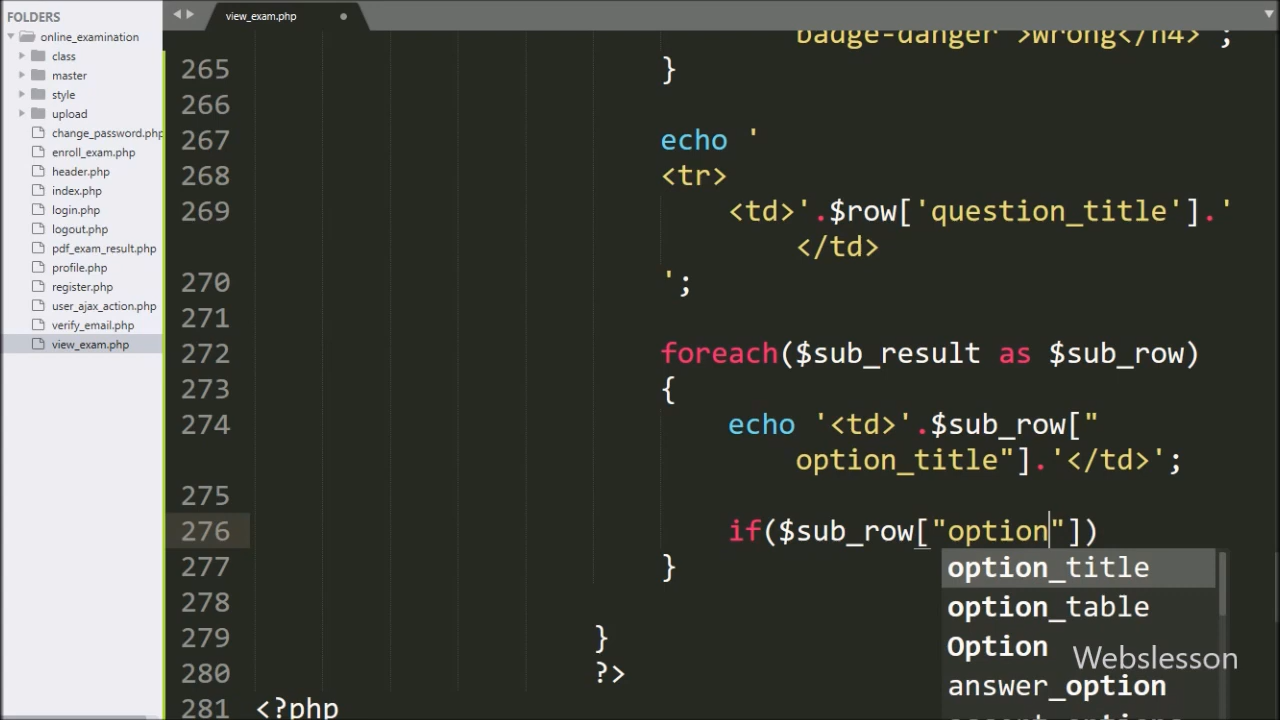 FOLDERS
online_examination
class
master
style
upload
change_password.php
enroll_exam.php
header.php
index.php
login.php
logout.php
pdf_exam_result.php
profile.php
register.php
user_ajax_action.php
verify_email.php
view_exam.php
view_exam.php
badge-danger">wrong</h4>';
265 }
266
267 echo '
268 <tr>
269 <td>'.$row['question_title'].'
</td>
270 ';
271
272 foreach($sub_result as $sub_row)
273 {
274 echo '<td>'.$sub_row["
option_title"].'</td>';
275
276 if($sub_row["option"])
277 }
278
279 }
280 ?>
281 <?php
option_title
option_table
Option
answer_option
Webslesson